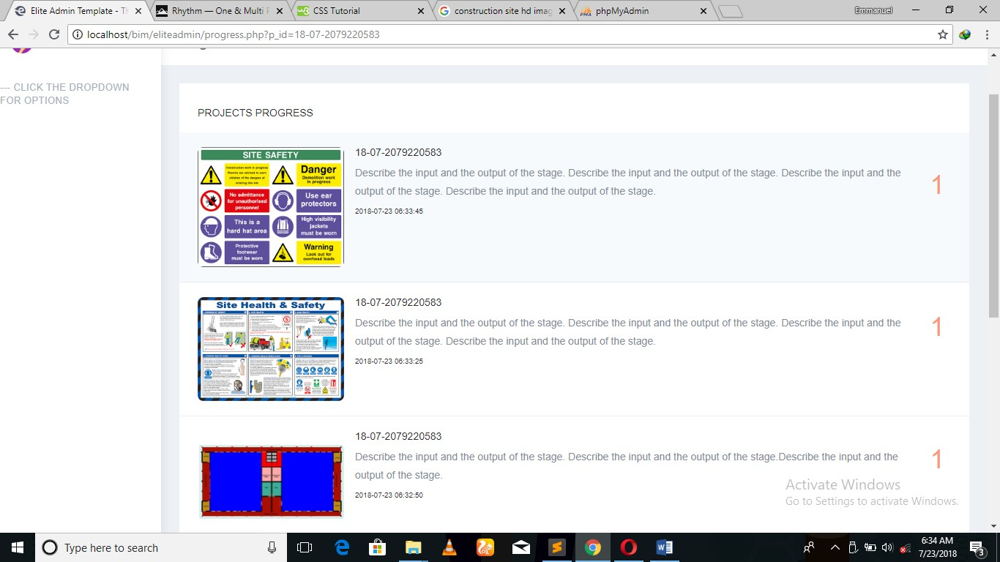 Elite Admin Template - Th
Rhythm — One & Multi P
CSS Tutorial
construction site hd imag
phpMyAdmin
Emmanuel
localhost/bim/eliteadmin/progress.php?p_id=18-07-2079220583
--- CLICK THE DROPDOWN
FOR OPTIONS
PROJECTS PROGRESS
SITE SAFETY
Construction work in progress
Parents are advised to warn
children of the dangers of
entering this site
Danger
Demolition work
in progress
No admittance
for unauthorised
personnel
Use ear
protectors
This is a
hard hat area
High visibility
jackets
must be worn
Protective
footwear
must be worn
Warning
Look out for
overhead loads
18-07-2079220583
Describe the input and the output of the stage. Describe the input and the output of the stage. Describe the input and the
output of the stage. Describe the input and the output of the stage.
2018-07-23 06:33:45
1
Site Health & Safety
18-07-2079220583
Describe the input and the output of the stage. Describe the input and the output of the stage. Describe the input and the
output of the stage. Describe the input and the output of the stage.
2018-07-23 06:33:25
1
18-07-2079220583
Describe the input and the output of the stage. Describe the input and the output of the stage.Describe the input and the
output of the stage.
2018-07-23 06:32:50
1
Activate Windows
Go to Settings to activate Windows.
Type here to search
6:34 AM
7/23/2018
3